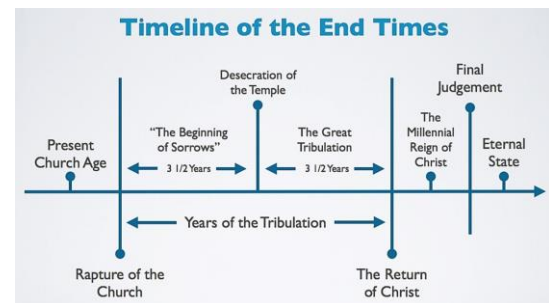 Timeline of the End Times
Desecration of
the Temple
Final
Judgement
Present
Church Age
"The Beginning
of Sorrows"
3 1/2 Years
The Great
Tribulation
3 1/2 Years
The
Millennial
Reign of
Christ
Eternal
State
Years of the Tribulation
Rapture of the
Church
The Return
of Christ